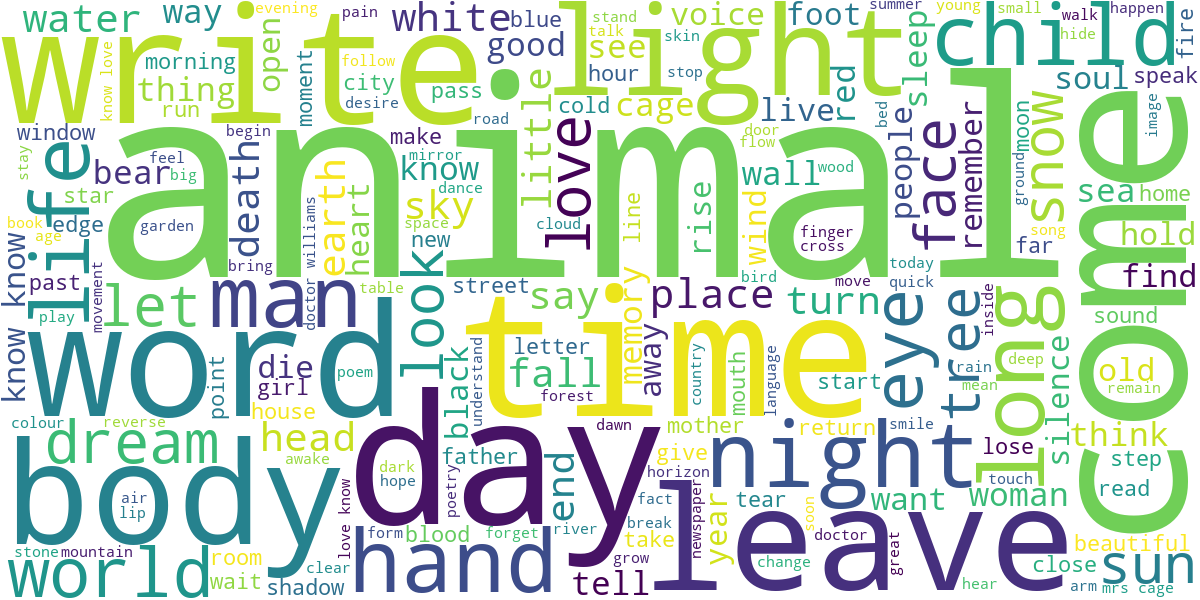 water
way
evening
pain
white
blue
stand
talk
skin
voice
foot
summer
young
small
walk
hide
happen
fire
write
light
child
know love
morning
thing
run
open
moment
follow
city
desire
good
pass
hour
see
stop
cage
cold
live
red
sleep
soul
speak
window
begin
make
road
little
love
door
flow
bed
people
face
remember
moon
ground
snow
image
animal
come
stay
life
bear
feel
big
star
death
earth
heart
mirror
know
dance
sky
space
cloud
rise
line
wall
wood
wind
finger
cross
sea
home
song
book
age
edge
garden
bring
doctor williams
new
look
street
bird
move
today
quick
far
hold
find
know know
past
play
movement
let
man
table
say
memory
place
turn
eye
tree
inside
long
sound
word
time
point
die
girl
poem
black
understand
letter
fall
forest
away
country
mouth
language
start
rain
mean
deep
silence
old
remain
colour
reverse
house
head
dream
awake
day
dark
hope
father
poetry
end
dawn
mother
give
horizon
night
return
smile
lose
touch
think
step
read
body
air
lip
love know
form
blood
forget
river
fact
break
take
newspaper
year
tear
want
woman
leave
stone
mountain
world
room
wait
clear
shadow
hand
grow
tell
change
soon
doctor
great
hear
close
arm
beautiful
sun
mrs cage